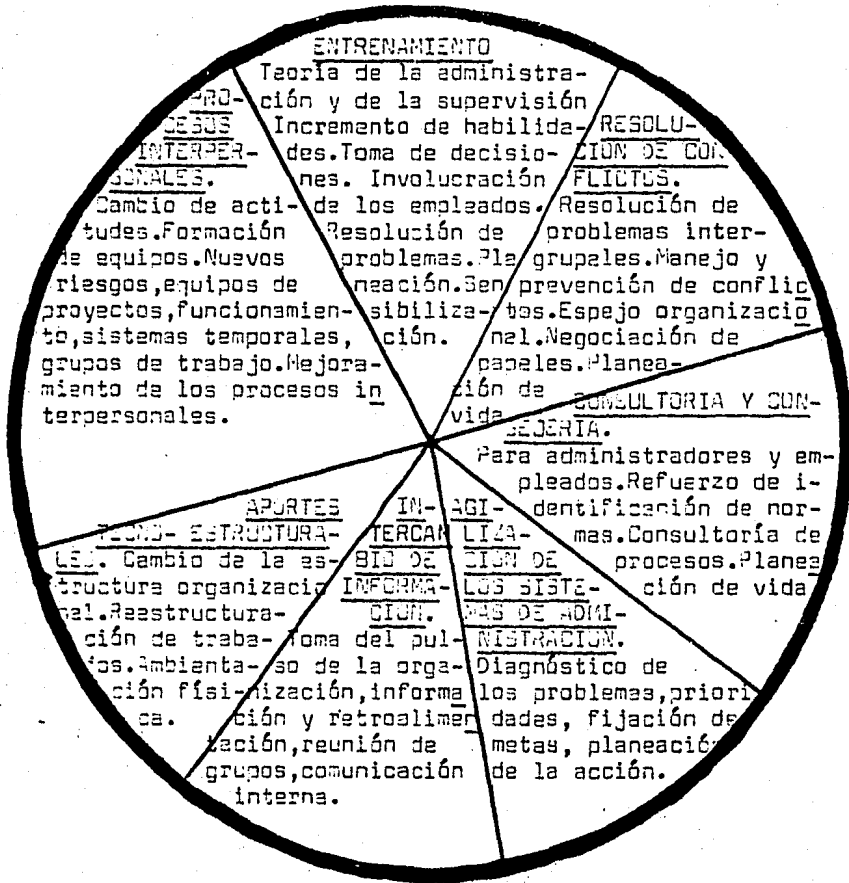 ENTRENAMIENTO
Teoría de la administra-
ción y de la supervisión
Incremento de habilida-
des.Toma de decisio-
nes. Involucración
de los empleados.
Resolución de
problemas.Pla
neación.Sen
sibiliza-
ción.
RESOLU-
CION DE CON
FLICTOS.
Resolución de
problemas inter-
grupales.Manejo y
prevención de conflic
tos.Espejo organizacio
nal.Negociación de
papeles.Planea-
ción de
vida
CONSULTORIA Y CON-
SEJERIA.
Para administradores y em-
pleados.Refuerzo de i-
dentificación de nor-
mas.Consultoría de
procesos.Planea
ción de vida
AGI-
LIZA-
CION DE
LOS SISTE-
MAS DE ADMI-
NISTRACION.
Diagnóstico de
los problemas,priori
dades, fijación de
metas, planeación
de la acción.
IN-
TERCAM
BIO DE
INFORMA-
CION.
Toma del pul-
so de la orga-
nización,informa
ción y retroalimen
tación,reunión de
grupos,comunicación
interna.
APORTES
TECNO- ESTRUCTURA-
LES. Cambio de la es-
tructura organizacio
nal.Reestructura-
ción de traba-
jos.Ambienta-
ción físi-
ca.
PRO-
CESOS
INTERPER-
SONALES.
Cambio de acti-
tudes.Formación
de equipos.Nuevos
riesgos,equipos de
proyectos,funcionamien-
to,sistemas temporales,
grupos de trabajo.Mejora-
miento de los procesos in
terpersonales.